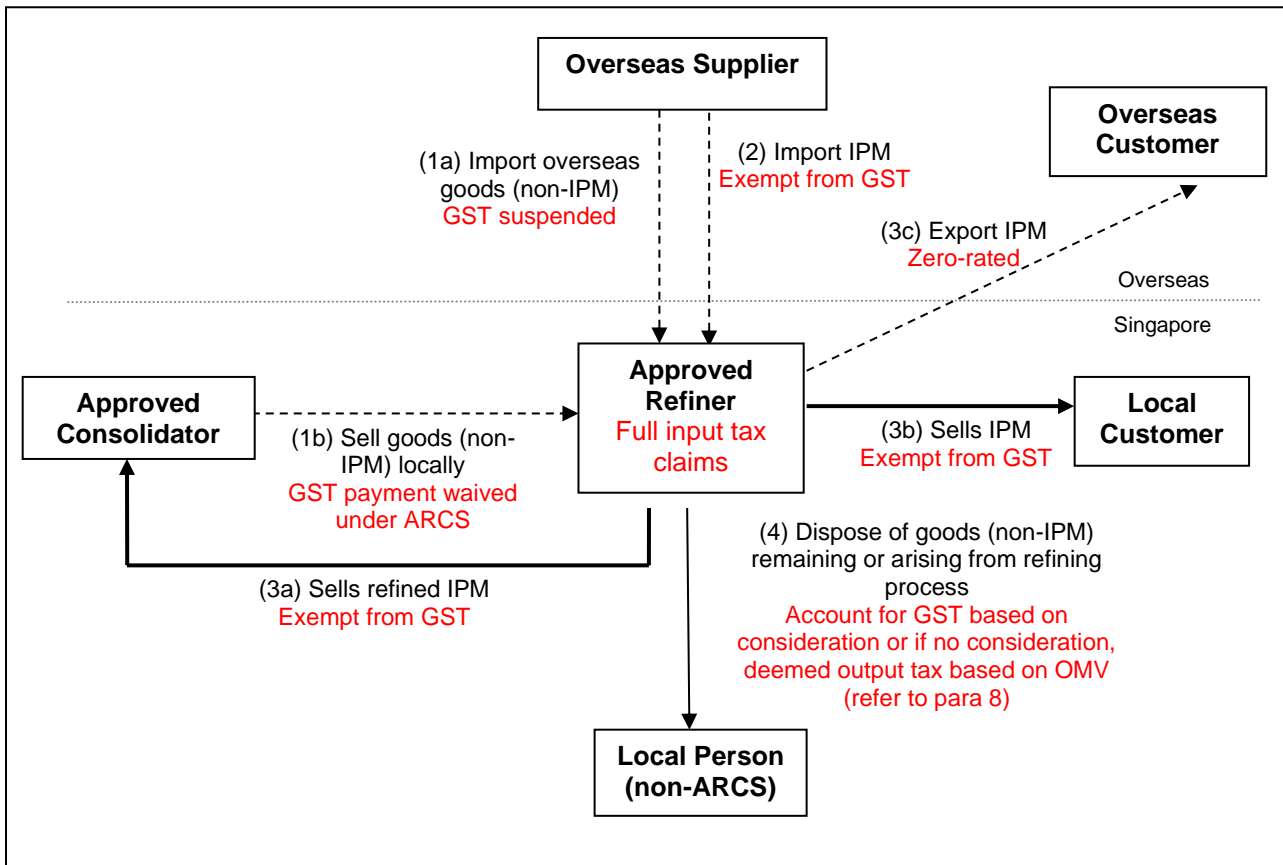 Overseas Supplier
Overseas
Customer
(1a) Import overseas
goods (non-IPM)
GST suspended
(2) Import IPM
Exempt from GST
(3c) Export IPM
Zero-rated
Overseas
Singapore
Approved
Consolidator
(1b) Sell goods (non-
IPM) locally
GST payment waived
under ARCS
Approved
Refiner
Full input tax
claims
(3b) Sells IPM
Exempt from GST
Local
Customer
(3a) Sells refined IPM
Exempt from GST
(4) Dispose of goods (non-IPM)
remaining or arising from refining
process
Account for GST based on
consideration or if no consideration,
deemed output tax based on OMV
(refer to para 8)
Local Person
(non-ARCS)